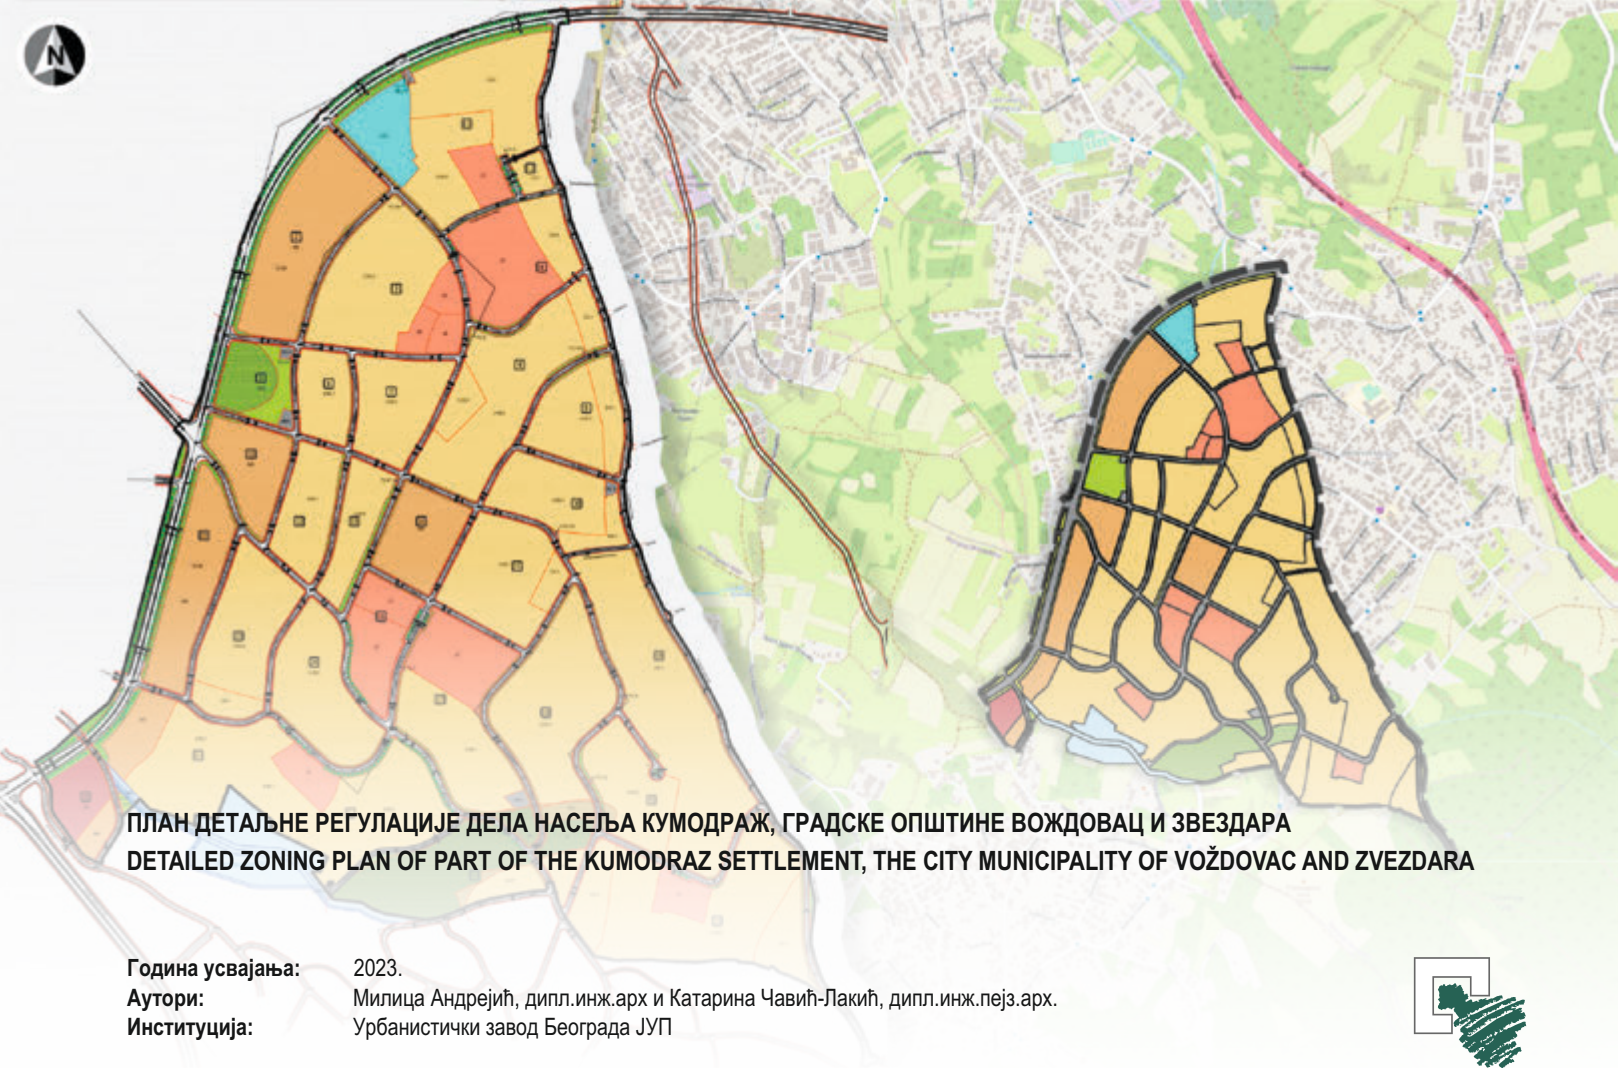 N
ПЛАН ДЕТАЉНЕ РЕГУЛАЦИЈЕ ДЕЛА НАСЕЉА КУМОДРАЖ, ГРАДСКЕ ОПШТИНЕ ВОЖДОВАЦ И ЗВЕЗДАРА
DETAILED ZONING PLAN OF PART OF THE KUMODRAZ SETTLEMENT, THE CITY MUNICIPALITY OF VOŽDOVAC AND ZVEZDARA
Година усвајања: 2023.
Аутори: Милица Андрејић, дипл.инж.арх и Катарина Чавић-Лакић, дипл.инж.пејз.арх.
Институција: Урбанистички завод Београда ЈУП